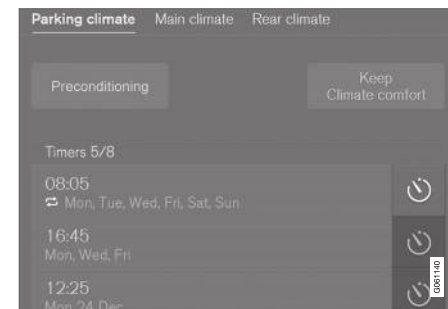 Parking climate Main climate Rear climate
Preconditioning
Keep
Climate comfort
Timers 5/8
08:05
Mon, Tue, Wed, Fri, Sat, Sun
16:45
Mon, Wed, Fri
12:25
Mon 24 Dec
G061140